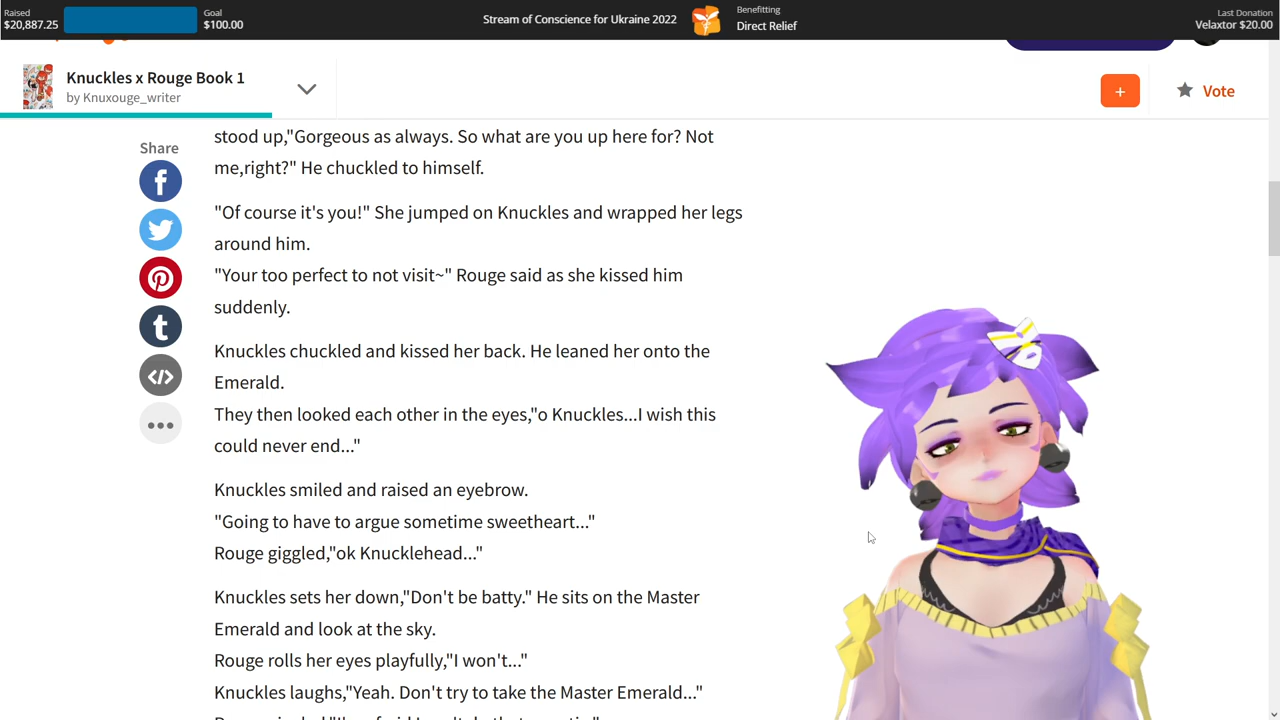 Raised
$20,887.25
Goal
$100.00
Stream of Conscience for Ukraine 2022
Benefitting
Direct Relief
Last Donation
Velaxtor $20.00
Knuckles x Rouge Book 1
by Knuxouge_writer
+
Vote
Share
stood up,"Gorgeous as always. So what are you up here for? Not
me,right?" He chuckled to himself.
"Of course it's you!" She jumped on Knuckles and wrapped her legs
around him.
"Your too perfect to not visit~" Rouge said as she kissed him
suddenly.
Knuckles chuckled and kissed her back. He leaned her onto the
Emerald.
They then looked each other in the eyes,"o Knuckles...I wish this
could never end..."
Knuckles smiled and raised an eyebrow.
"Going to have to argue sometime sweetheart..."
Rouge giggled,"ok Knucklehead..."
Knuckles sets her down,"Don't be batty." He sits on the Master
Emerald and look at the sky.
Rouge rolls her eyes playfully,"I won't..."
Knuckles laughs,"Yeah. Don't try to take the Master Emerald..."